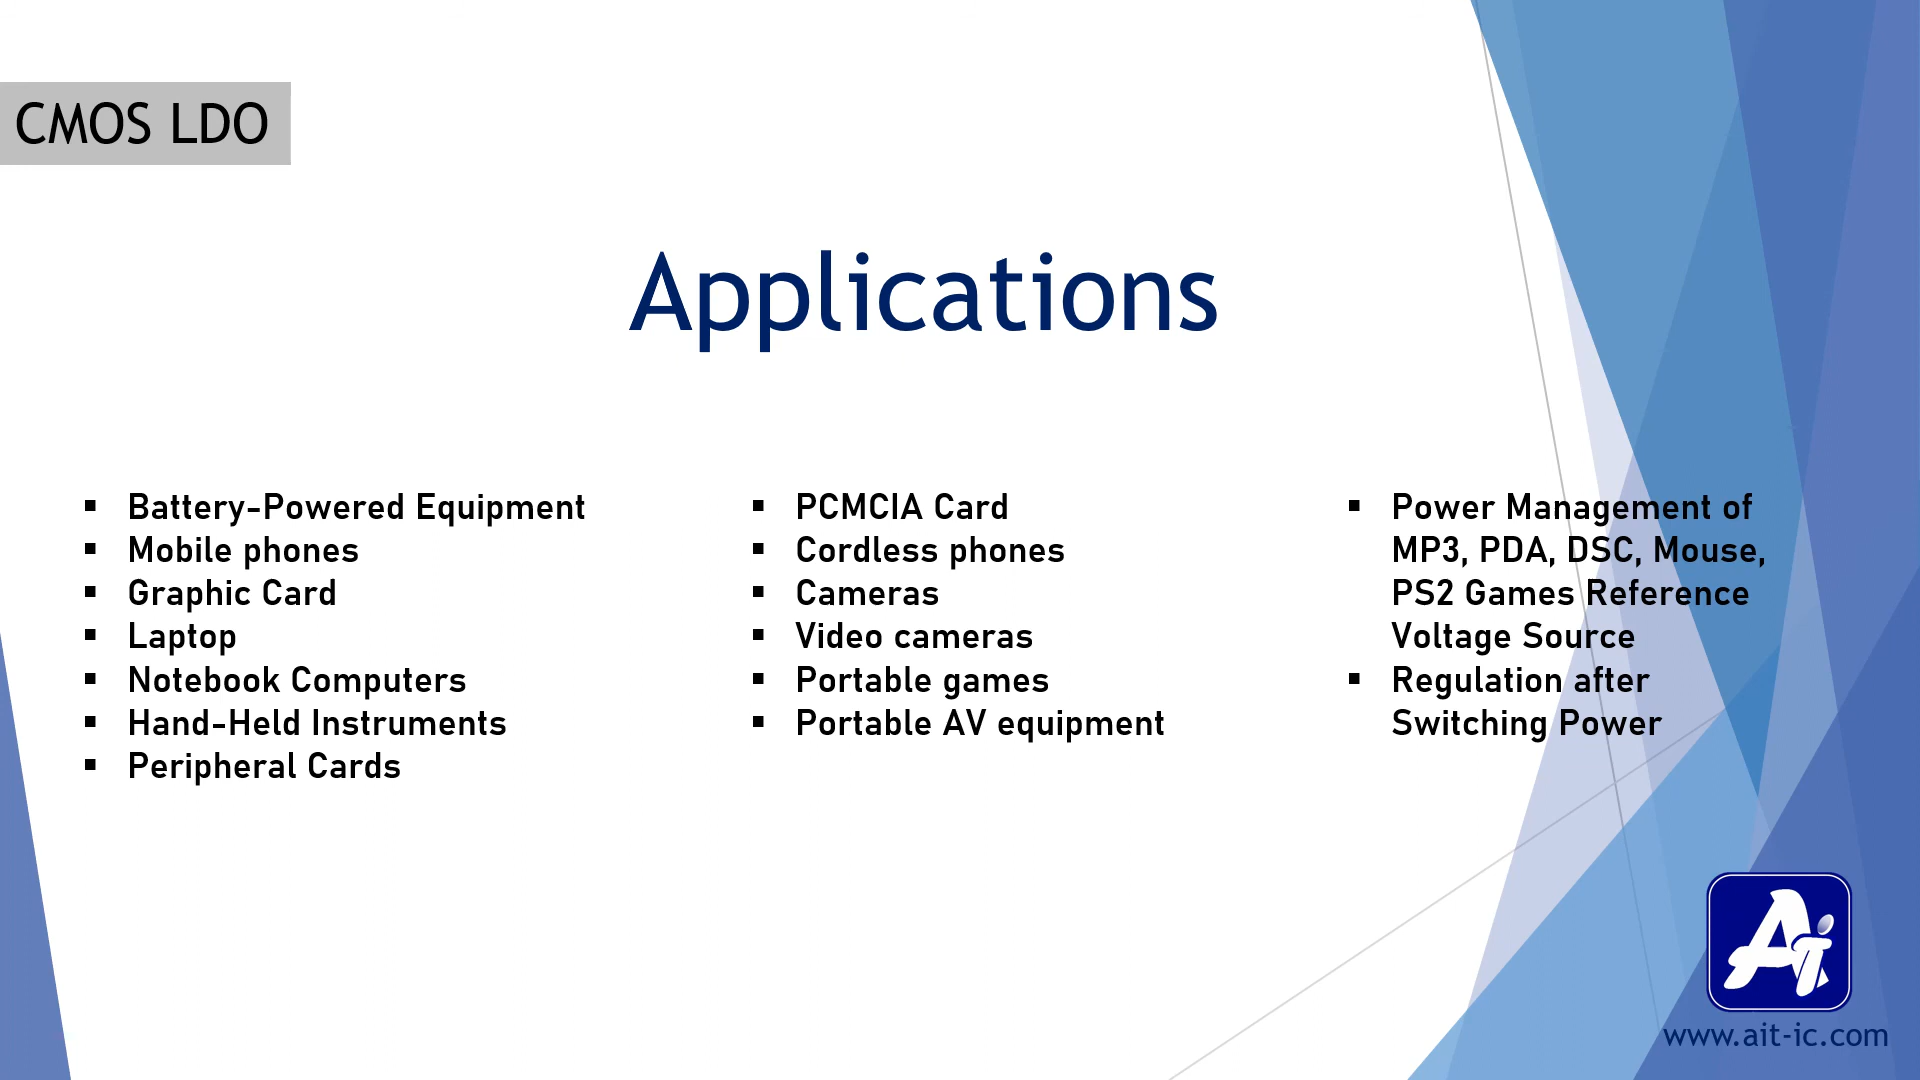 CMOS LDO
Applications
▪ Battery-Powered Equipment
▪ Mobile phones
▪ Graphic Card
▪ Laptop
▪ Notebook Computers
▪ Hand-Held Instruments
▪ Peripheral Cards
▪ PCMCIA Card
▪ Cordless phones
▪ Cameras
▪ Video cameras
▪ Portable games
▪ Portable AV equipment
▪ Power Management of
MP3, PDA, DSC, Mouse,
PS2 Games Reference
Voltage Source
▪ Regulation after
Switching Power
AiT
www.ait-ic.com